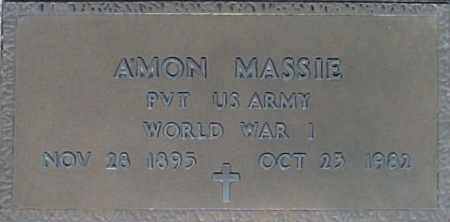 AMON MASSIE
PVT US ARMY
WORLD WAR I
NOV 28 1895 OCT 23 1982